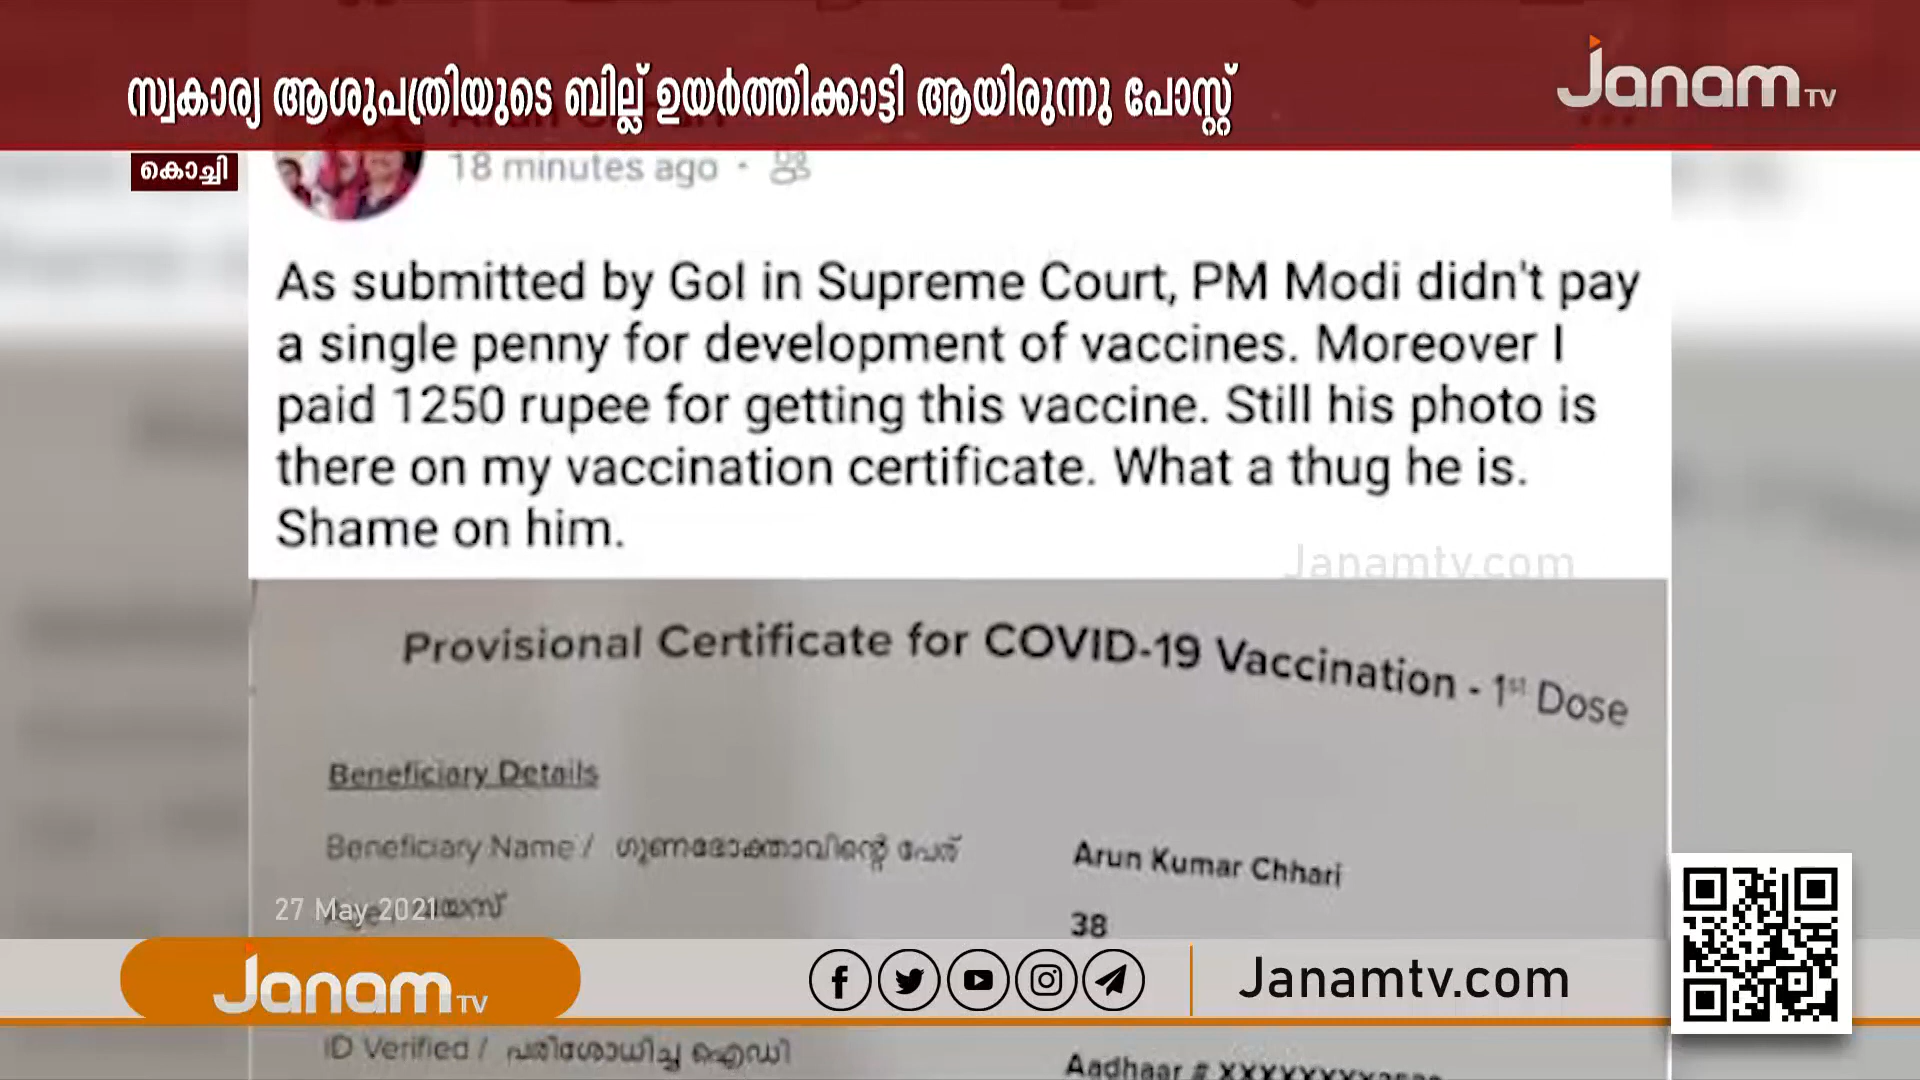 സ്വകാര്യ ആശുപത്രിയുടെ ബില്ല് ഉയർത്തിക്കാട്ടി ആയിരുന്നു പോസ്റ്റ്
Janam TV
കൊച്ചി
18 minutes ago ·
As submitted by GoI in Supreme Court, PM Modi didn't pay
a single penny for development of vaccines. Moreover I
paid 1250 rupee for getting this vaccine. Still his photo is
there on my vaccination certificate. What a thug he is.
Shame on him.
Janamtv.com
Provisional Certificate for COVID-19 Vaccination - 1st Dose
Beneficiary Details
Beneficiary Name / ഗുണഭോക്താവിന്റെ പേര് Arun Kumar Chhari
38
27 May 2021
Janam TV
Janamtv.com
ID Verified / പരിശോധിച്ച ഐഡി
Aadhaar # XXXXXXXX